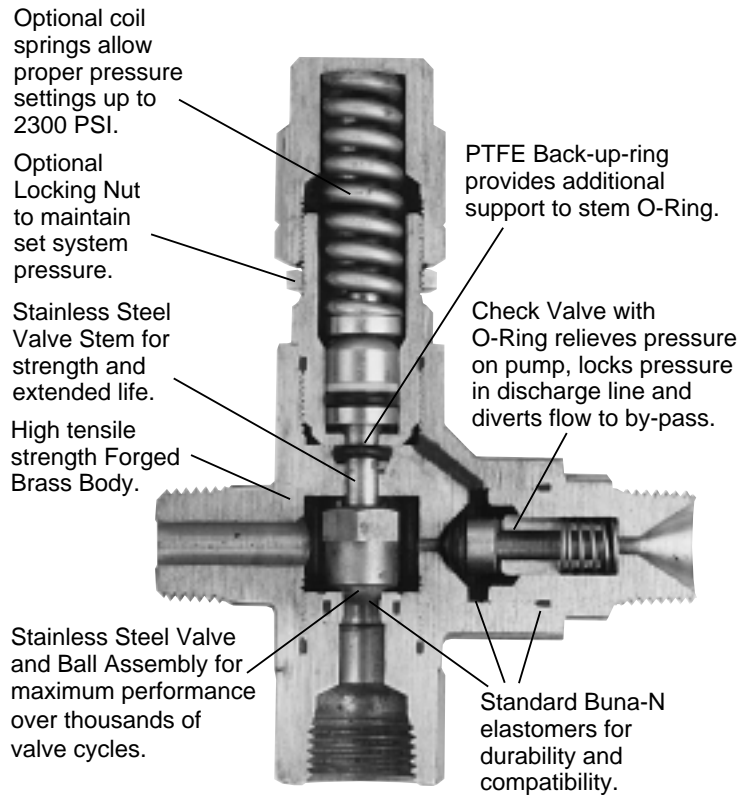 Optional coil
springs allow
proper pressure
settings up to
2300 PSI.
Optional
Locking Nut
to maintain
set system
pressure.
Stainless Steel
Valve Stem for
strength and
extended life.
High tensile
strength Forged
Brass Body.
Stainless Steel Valve
and Ball Assembly for
maximum performance
over thousands of
valve cycles.
PTFE Back-up-ring
provides additional
support to stem O-Ring.
Check Valve with
O-Ring relieves pressure
on pump, locks pressure
in discharge line and
diverts flow to by-pass.
Standard Buna-N
elastomers for
durability and
compatibility.